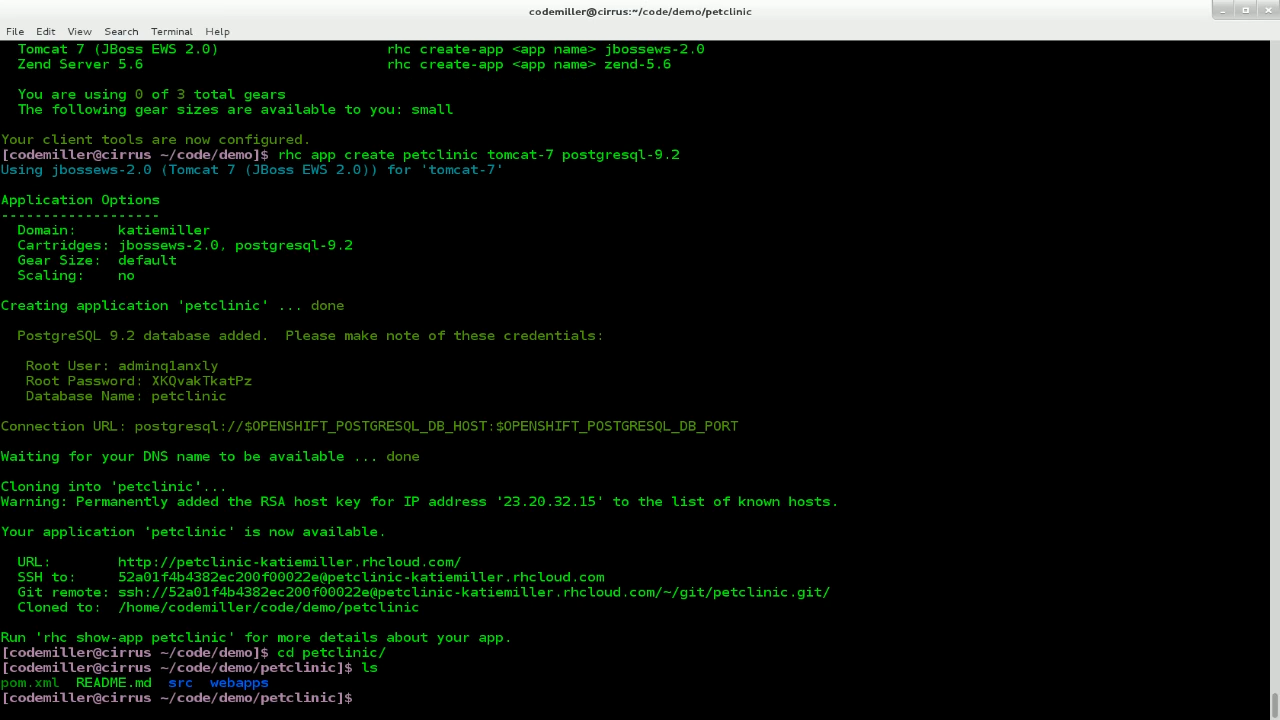 codemiller@cirrus:~/code/demo/petclinic
File Edit View Search Terminal Help
Tomcat 7 (JBoss EWS 2.0) rhc create-app <app name> jbossews-2.0
Zend Server 5.6 rhc create-app <app name> zend-5.6
You are using 0 of 3 total gears
The following gear sizes are available to you: small
Your client tools are now configured.
[codemiller@cirrus ~/code/demo]$ rhc app create petclinic tomcat-7 postgresql-9.2
Using jbossews-2.0 (Tomcat 7 (JBoss EWS 2.0)) for 'tomcat-7'
Application Options
-------------------
Domain: katiemiller
Cartridges: jbossews-2.0, postgresql-9.2
Gear Size: default
Scaling: no
Creating application 'petclinic' ... done
PostgreSQL 9.2 database added. Please make note of these credentials:
Root User: adminqlanxly
Root Password: XKQvakTkatPz
Database Name: petclinic
Connection URL: postgresql://$OPENSHIFT_POSTGRESQL_DB_HOST:$OPENSHIFT_POSTGRESQL_DB_PORT
Waiting for your DNS name to be available ... done
Cloning into 'petclinic'...
Warning: Permanently added the RSA host key for IP address '23.20.32.15' to the list of known hosts.
Your application 'petclinic' is now available.
URL: http://petclinic-katiemiller.rhcloud.com/
SSH to: 52a01f4b4382ec200f00022e@petclinic-katiemiller.rhcloud.com
Git remote: ssh://52a01f4b4382ec200f00022e@petclinic-katiemiller.rhcloud.com/~/git/petclinic.git/
Cloned to: /home/codemiller/code/demo/petclinic
Run 'rhc show-app petclinic' for more details about your app.
[codemiller@cirrus ~/code/demo]$ cd petclinic/
[codemiller@cirrus ~/code/demo/petclinic]$ ls
pom.xml README.md src webapps
[codemiller@cirrus ~/code/demo/petclinic]$